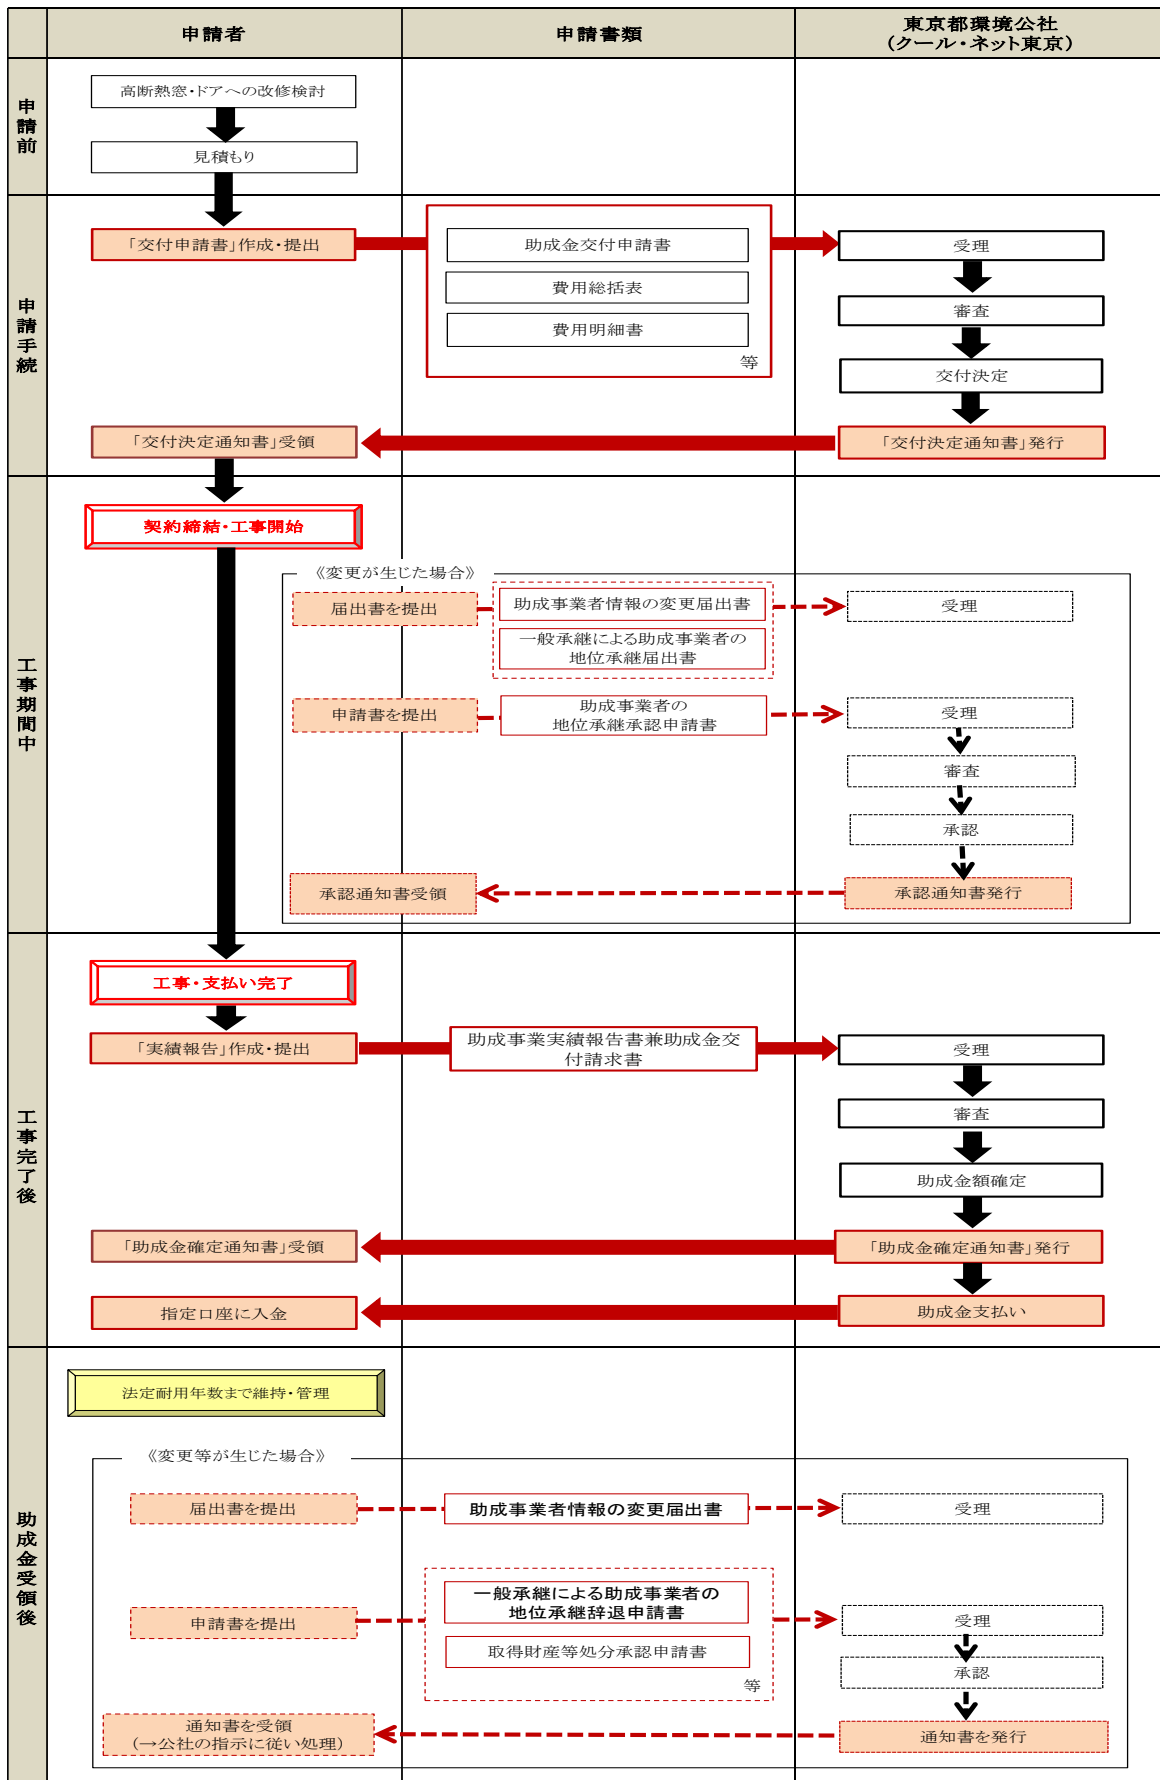 申請者
申請書類
東京都環境公社
(クール・ネット東京)
申請前
高断熱窓・ドアへの改修検討
見積もり
申請手続
「交付申請書」作成・提出
助成金交付申請書
費用総括表
費用明細書
等
受理
審査
交付決定
「交付決定通知書」受領
「交付決定通知書」発行
工事期間中
契約締結・工事開始
《変更が生じた場合》
届出書を提出
助成事業者情報の変更届出書
一般承継による助成事業者の
地位承継届出書
受理
申請書を提出
助成事業者の
地位承継承認申請書
受理
審査
承認
承認通知書受領
承認通知書発行
工事完了後
工事・支払い完了
「実績報告」作成・提出
助成事業実績報告書兼助成金交
付請求書
受理
審査
助成金額確定
「助成金確定通知書」受領
「助成金確定通知書」発行
指定口座に入金
助成金支払い
助成金受領後
法定耐用年数まで維持・管理
《変更等が生じた場合》
届出書を提出
助成事業者情報の変更届出書
受理
申請書を提出
一般承継による助成事業者の
地位承継辞退申請書
取得財産等処分承認申請書
等
受理
承認
通知書を受領
(→公社の指示に従い処理)
通知書を発行